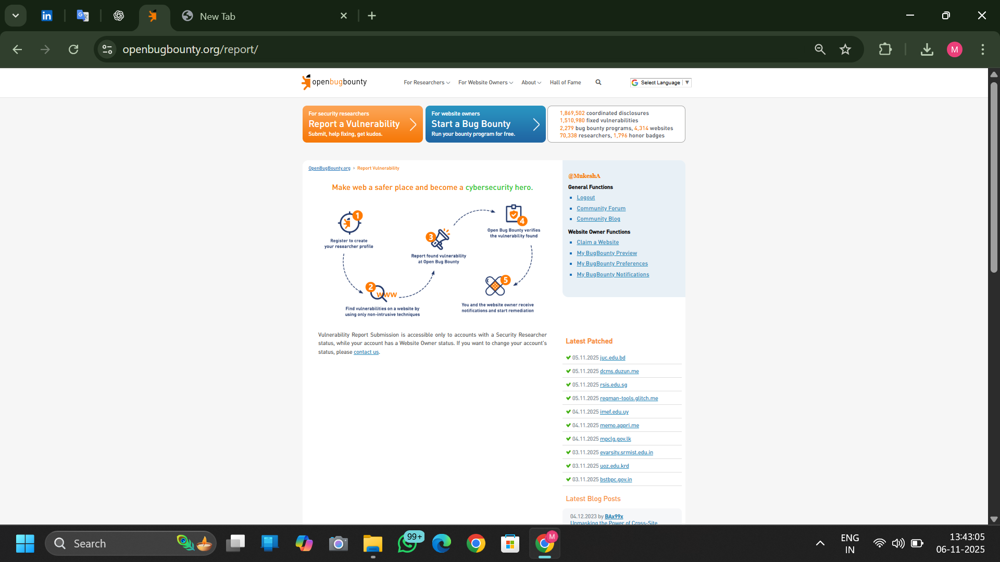 New Tab
openbugbounty.org/report/
M
openbugbounty
For Researchers
For Website Owners
About
Hall of Fame
Select Language
For security researchers
Report a Vulnerability
Submit, help fixing, get kudos.
For website owners
Start a Bug Bounty
Run your bounty program for free.
1,869,502 coordinated disclosures
1,510,980 fixed vulnerabilities
2,279 bug bounty programs, 4,314 websites
70,338 researchers, 1,796 honor badges
OpenBugBounty.org > Report Vulnerability
Make web a safer place and become a cybersecurity hero.
1
Register to create
your researcher profile
2
www
Find vulnerabilities on a website by
using only non-intrusive techniques
3
Report found vulnerability
at Open Bug Bounty
4
Open Bug Bounty verifies
the vulnerability found
5
You and the website owner receive
notifications and start remediation
Vulnerability Report Submission is accessible only to accounts with a Security Researcher
status, while your account has a Website Owner status. If you want to change your account's
status, please contact us.
@MukeshA
General Functions
Logout
Community Forum
Community Blog
Website Owner Functions
Claim a Website
My BugBounty Preview
My BugBounty Preferences
My BugBounty Notifications
Latest Patched
05.11.2025 juc.edu.bd
05.11.2025 dcms.duzun.me
05.11.2025 rsis.edu.sg
05.11.2025 reqman-tools.glitch.me
04.11.2025 imef.edu.uy
04.11.2025 memo.appri.me
04.11.2025 mpclg.gov.lk
03.11.2025 evarsity.srmist.edu.in
03.11.2025 uoz.edu.krd
03.11.2025 bstbpc.gov.in
Latest Blog Posts
04.12.2023 by BAx99x
Unmasking the Power of Cross-Site
Search
99+
M
ENG
IN
13:43:05
06-11-2025